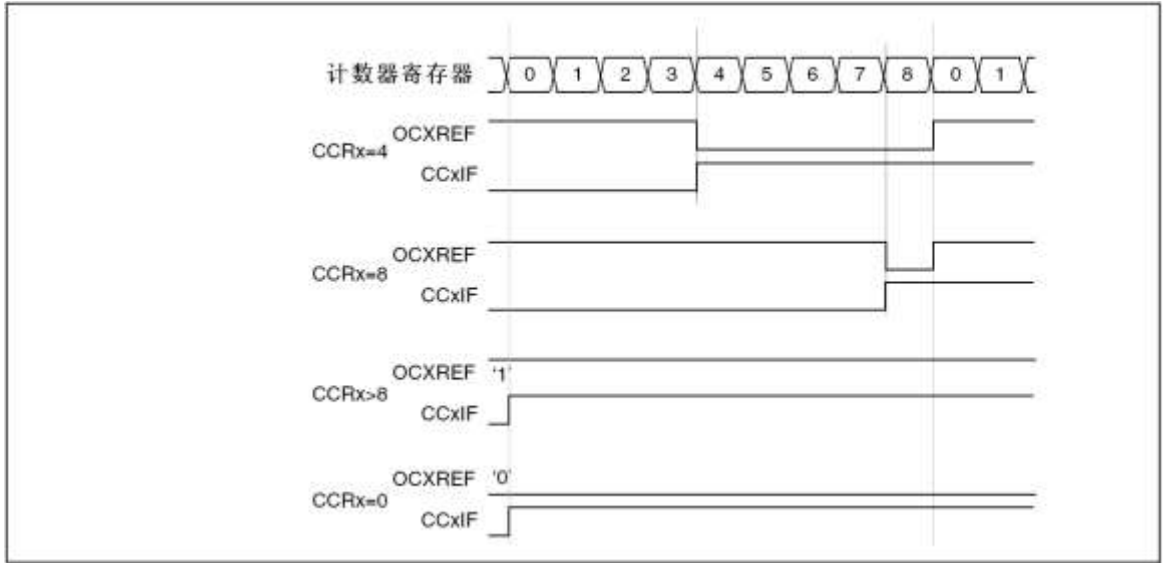 计数器寄存器 0 1 2 3 4 5 6 7 8 0 1
OCXREF
CCRx=4
CCxIF
OCXREF
CCRx=8
CCxIF
OCXREF '1'
CCRx>8
CCxIF
OCXREF '0'
CCRx=0
CCxIF